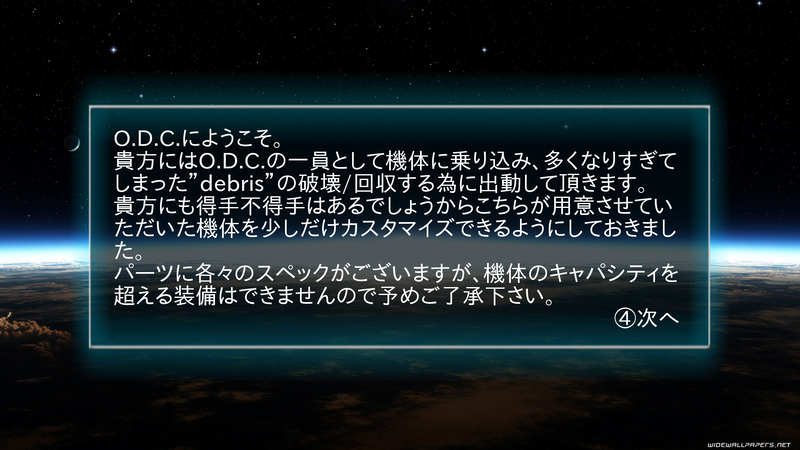 O.D.C.にようこそ。
貴方にはO.D.C.の一員として機体に乗り込み、多くなりすぎて
しまった”debris”の破壊/回収する為に出動して頂きます。
貴方にも得手不得手はあるでしょうからこちらが用意させてい
ただいた機体を少しだけカスタマイズできるようにしておきまし
た。
パーツに各々のスペックがございますが、機体のキャパシティを
超える装備はできませんので予めご了承下さい。
④次へ
WIDEWALLPAPERS.NET